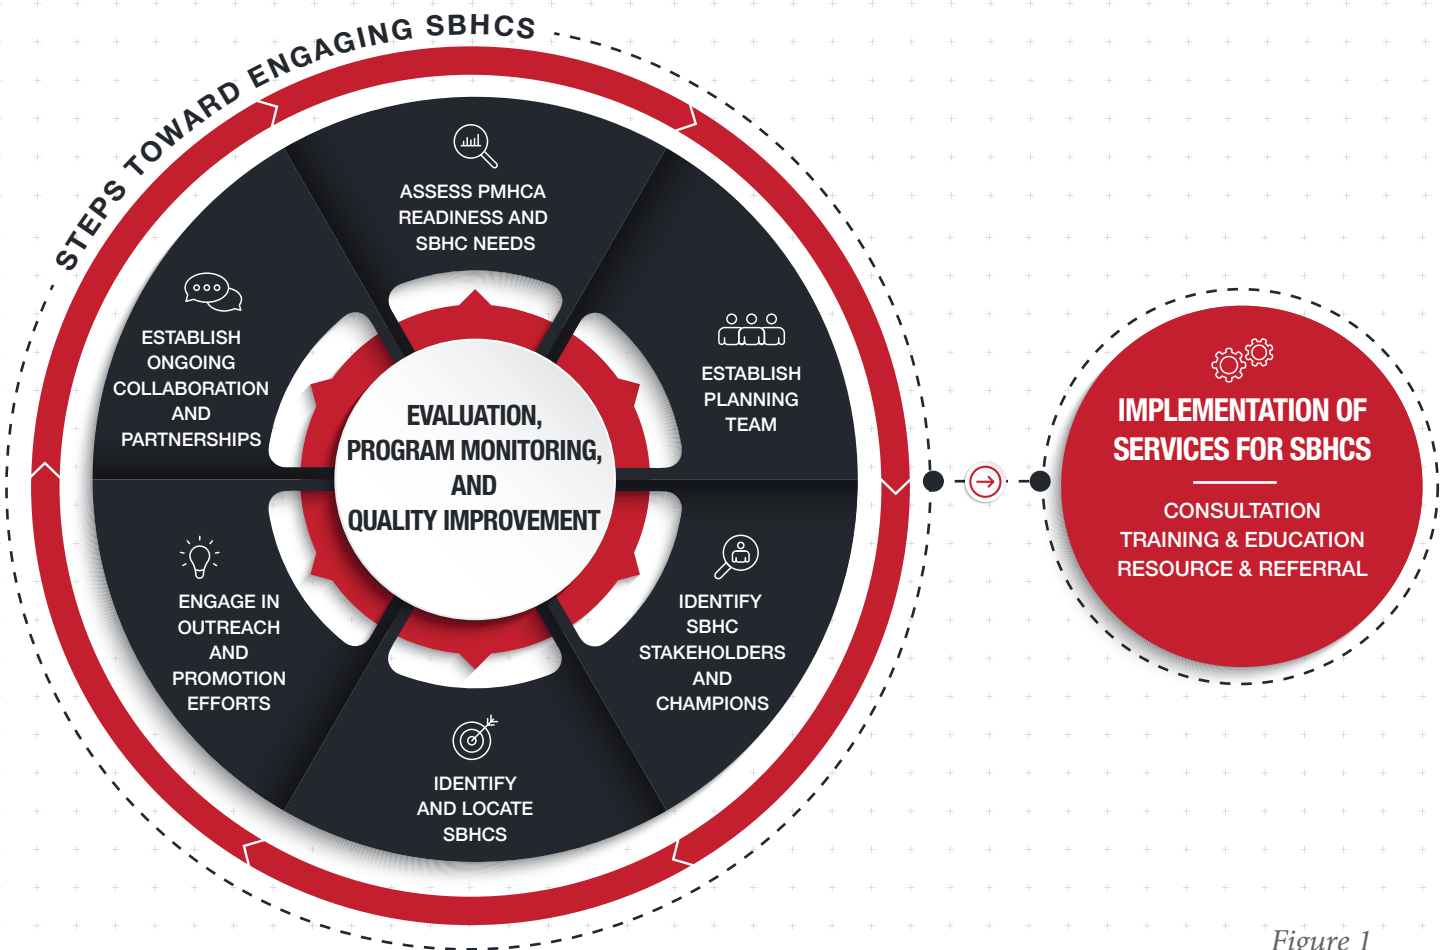 STEPS TOWARD ENGAGING SBHCS
ASSESS PMHCA
READINESS AND
SBHC NEEDS
ESTABLISH
PLANNING
TEAM
IDENTIFY
SBHC
STAKEHOLDERS
AND
CHAMPIONS
IDENTIFY
AND LOCATE
SBHCS
ENGAGE IN
OUTREACH
AND
PROMOTION
EFFORTS
ESTABLISH
ONGOING
COLLABORATION
AND
PARTNERSHIPS
EVALUATION,
PROGRAM MONITORING,
AND
QUALITY IMPROVEMENT
IMPLEMENTATION OF
SERVICES FOR SBHCS
CONSULTATION
TRAINING & EDUCATION
RESOURCE & REFERRAL
Figure 1